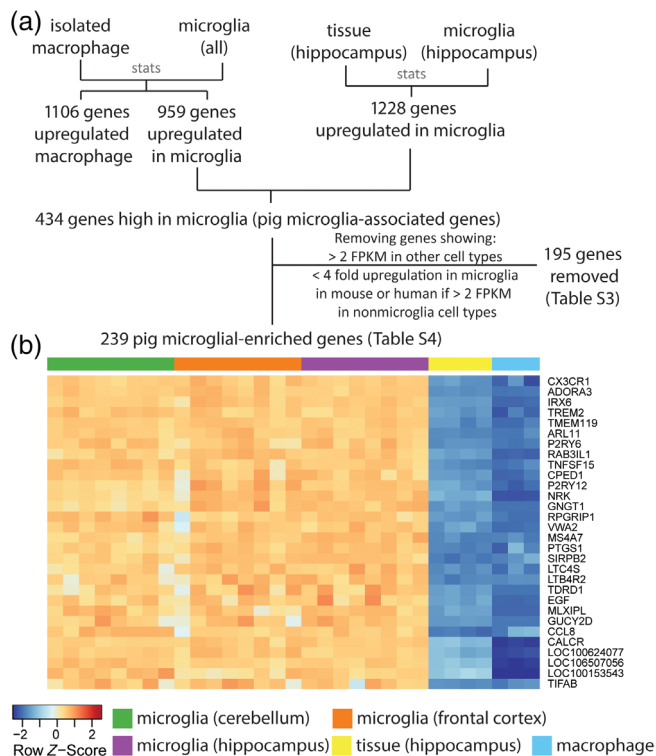 (a)
isolated
macrophage
microglia
(all)
stats
1106 genes
upregulated
macrophage
959 genes
upregulated
in microglia
tissue
(hippocampus)
microglia
(hippocampus)
stats
1228 genes
upregulated in microglia
434 genes high in microglia (pig microglia-associated genes)
Removing genes showing:
> 2 FPKM in other cell types
< 4 fold upregulation in microglia
in mouse or human if > 2 FPKM
in nonmicroglia cell types
195 genes
removed
(Table S3)
239 pig microglial-enriched genes (Table S4)
(b)
CX3CR1
ADORA3
IRX6
TREM2
TMEM119
ARL11
P2RY6
RAB3IL1
TNFSF15
CPED1
P2RY12
NRK
GNGT1
RPGRIP1
VWA2
MS4A7
PTGS1
SIRPB2
LTC4S
LTB4R2
TDRD1
EGF
MLXIPL
GUCY2D
CCL8
CALCR
LOC100624077
LOC106507056
LOC100153543
TIFAB
−2 0 2
Row Z−Score
microglia (cerebellum)
microglia (frontal cortex)
microglia (hippocampus)
tissue (hippocampus)
macrophage